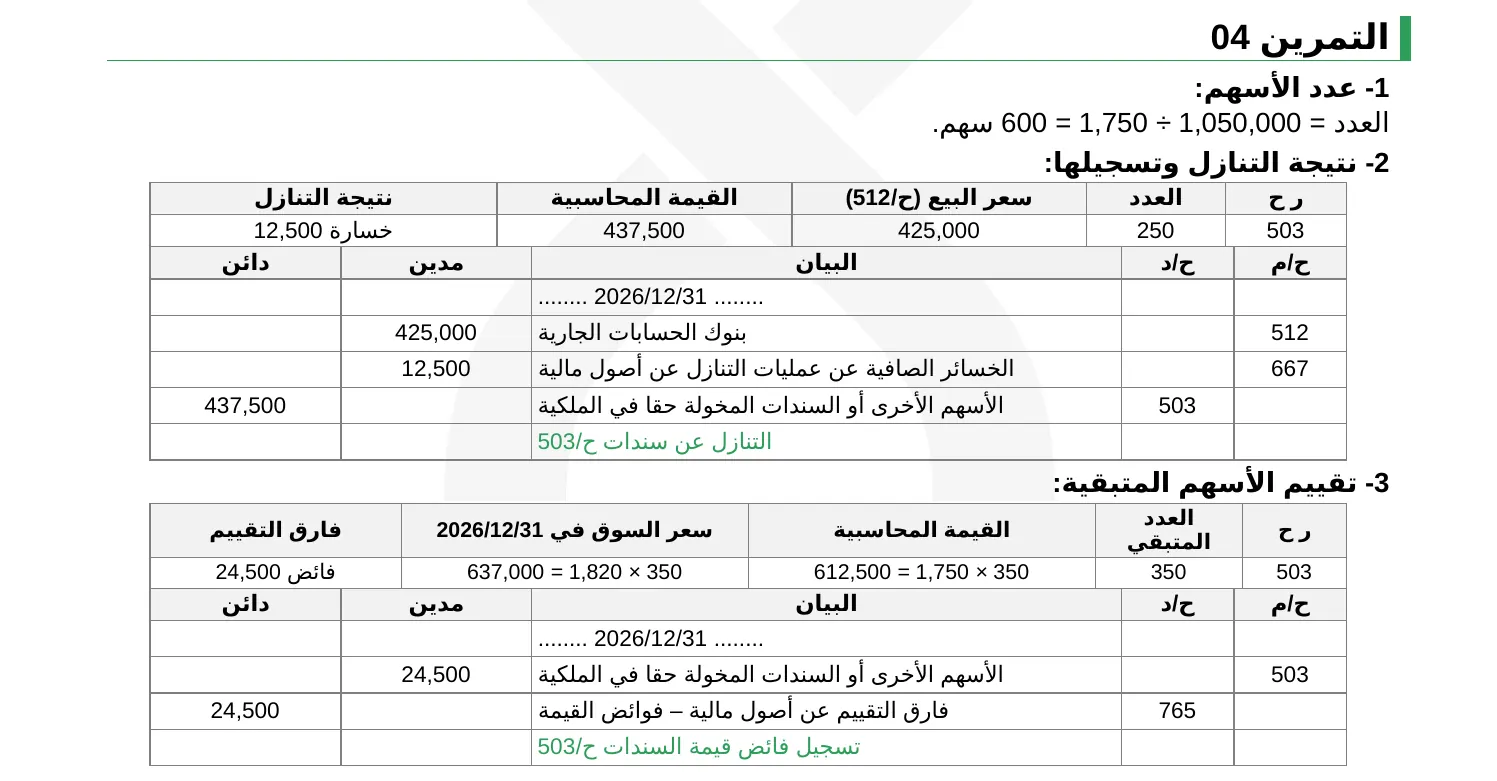 التمرين 04
1- عدد الأسهم:
العدد = 1,050,000 ÷ 1,750 = 600 سهم.
2- نتيجة التنازل وتسجيلها:
ر ح | العدد | سعر البيع (ح/512) | القيمة المحاسبية | نتيجة التنازل
503 | 250 | 425,000 | 437,500 | خسارة 12,500
ح/م | ح/د | البيان | مدين | دائن
........ 2026/12/31 ........
512 | بنوك الحسابات الجارية | 425,000
667 | الخسائر الصافية عن عمليات التنازل عن أصول مالية | 12,500
503 | الأسهم الأخرى أو السندات المخولة حقا في الملكية | 437,500
التنازل عن سندات ح/503
3- تقييم الأسهم المتبقية:
ر ح | العدد المتبقي | القيمة المحاسبية | سعر السوق في 2026/12/31 | فارق التقييم
503 | 350 | 350 × 1,750 = 612,500 | 350 × 1,820 = 637,000 | فائض 24,500
ح/م | ح/د | البيان | مدين | دائن
........ 2026/12/31 ........
503 | الأسهم الأخرى أو السندات المخولة حقا في الملكية | 24,500
765 | فارق التقييم عن أصول مالية – فوائض القيمة | 24,500
تسجيل فائض قيمة السندات ح/503